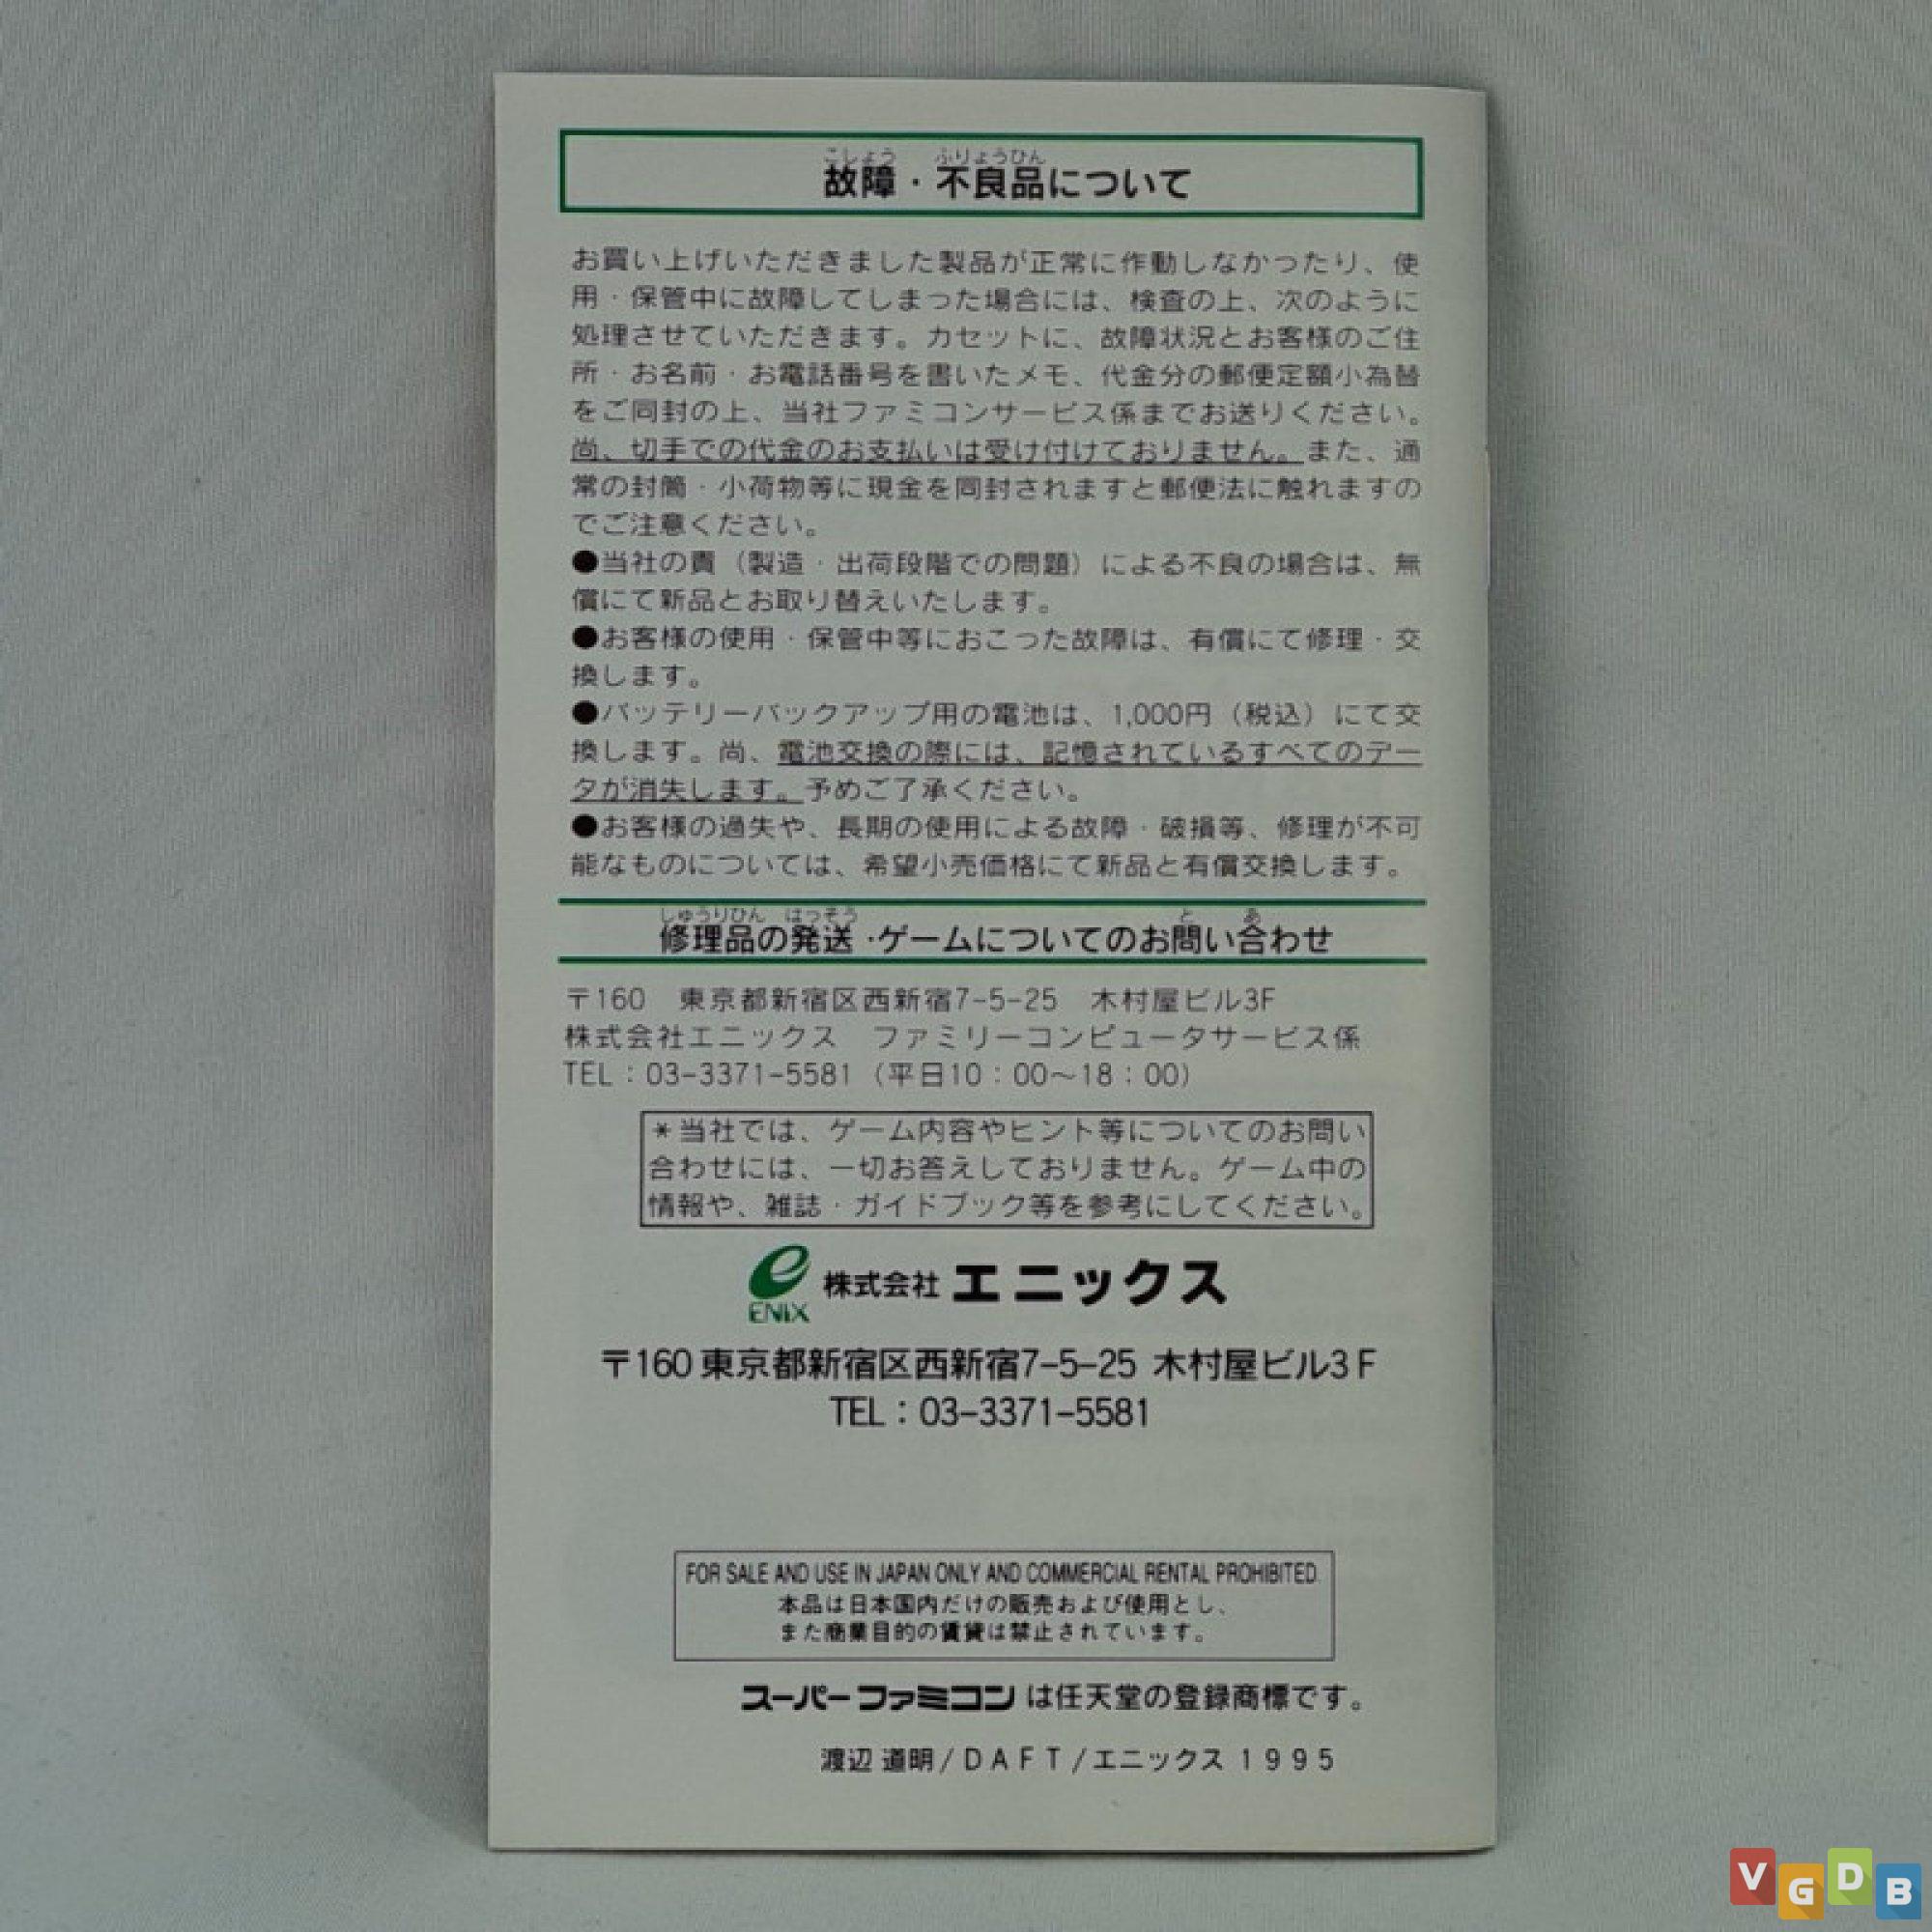 こしょう ふりょうひん
故障・不良品について
お買い上げいただきました製品が正常に作動しなかったり、使
用・保管中に故障してしまった場合には、検査の上、次のように
処理させていただきます。カセットに、故障状況とお客様のご住
所・お名前・お電話番号を書いたメモ、代金分の郵便定額小為替
をご同封の上、当社ファミコンサービス係までお送りください。
尚、切手での代金のお支払いは受け付けておりません。また、通
常の封筒・小荷物等に現金を同封されますと郵便法に触れますの
でご注意ください。
●当社の責（製造・出荷段階での問題）による不良の場合は、無
償にて新品とお取り替えいたします。
●お客様の使用・保管中等におこった故障は、有償にて修理・交
換します。
●バッテリーバックアップ用の電池は、1,000円（税込）にて交
換します。尚、電池交換の際には、記憶されているすべてのデー
タが消失します。予めご了承ください。
●お客様の過失や、長期の使用による故障・破損等、修理が不可
能なものについては、希望小売価格にて新品と有償交換します。
しゅうりひん はっそう と あ
修理品の発送・ゲームについてのお問い合わせ
〒160 東京都新宿区西新宿7-5-25 木村屋ビル3F
株式会社エニックス ファミリーコンピュータサービス係
TEL：03-3371-5581（平日10：00〜18：00）
＊当社では、ゲーム内容やヒント等についてのお問い
合わせには、一切お答えしておりません。ゲーム中の
情報や、雑誌・ガイドブック等を参考にしてください。
ENIX 株式会社 エニックス
〒160 東京都新宿区西新宿7-5-25 木村屋ビル3F
TEL：03-3371-5581
FOR SALE AND USE IN JAPAN ONLY AND COMMERCIAL RENTAL PROHIBITED.
本品は日本国内だけの販売および使用とし、
また商業目的の賃貸は禁止されています。
スーパーファミコンは任天堂の登録商標です。
渡辺 道明/DAFT/エニックス 1995
VGDB